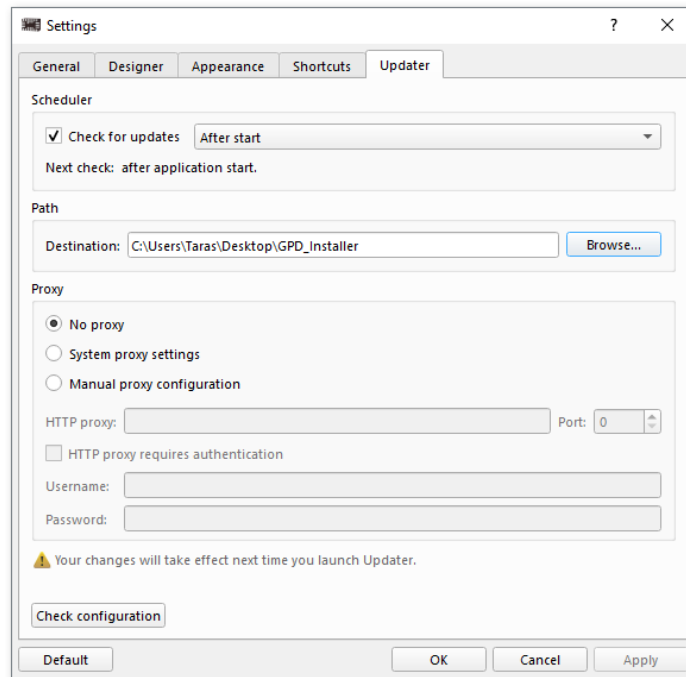 Settings
?
General Designer Appearance Shortcuts Updater
Scheduler
Check for updates After start
Next check: after application start.
Path
Destination: C:\Users\Taras\Desktop\GPD_Installer Browse...
Proxy
No proxy
System proxy settings
Manual proxy configuration
HTTP proxy: Port: 0
HTTP proxy requires authentication
Username:
Password:
Your changes will take effect next time you launch Updater.
Check configuration
Default OK Cancel Apply